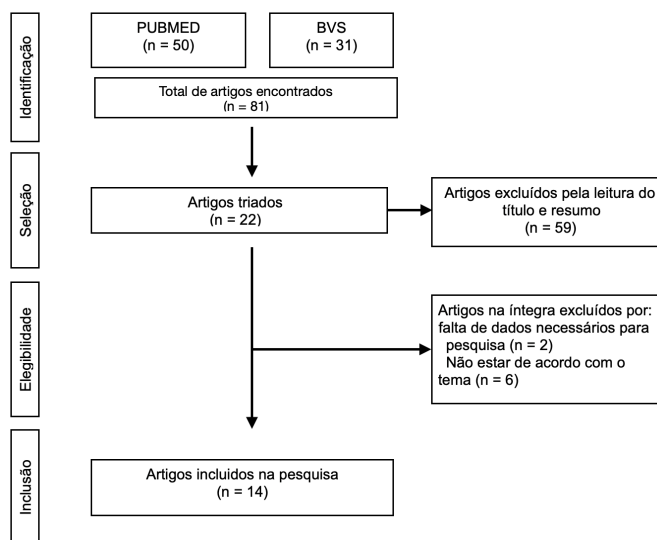 Identificação
PUBMED
(n = 50)
BVS
(n = 31)
Total de artigos encontrados
(n = 81)
Seleção
Artigos triados
(n = 22)
Artigos excluídos pela leitura do
título e resumo
(n = 59)
Elegibilidade
Artigos na íntegra excluídos por:
falta de dados necessários para
pesquisa (n = 2)
Não estar de acordo com o
tema (n = 6)
Inclusão
Artigos incluidos na pesquisa
(n = 14)